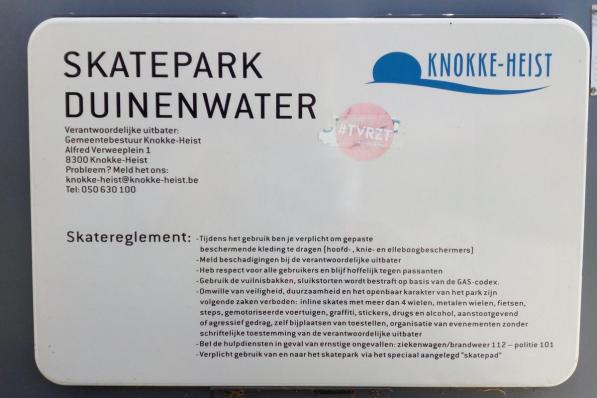 SKATEPARK
DUINENWATER
KNOKKE-HEIST
#TVRZT
Verantwoordelijke uitbater:
Gemeentebestuur Knokke-Heist
Alfred Verweeplein 1
8300 Knokke-Heist
Probleem? Meld het ons:
knokke-heist@knokke-heist.be
Tel: 050 630 100
Skatereglement:
-Tijdens het gebruik ben je verplicht om gepaste
beschermende kleding te dragen [hoofd- , knie- en elleboogbeschermers]
-Meld beschadigingen bij de verantwoordelijke uitbater
-Heb respect voor alle gebruikers en blijf hoffelijk tegen passanten
-Gebruik de vuilnisbakken, sluikstorten wordt bestraft op basis van de GAS-codex.
-Omwille van veiligheid, duurzaamheid en het openbaar karakter van het park zijn
volgende zaken verboden: inline skates met meer dan 4 wielen, metalen wielen, fietsen,
steps, gemotoriseerde voertuigen, graffiti, stickers, drugs en alcohol, aanstootgevend
of agressief gedrag, zelf bijplaatsen van toestellen, organisatie van evenementen zonder
schriftelijke toestemming van de verantwoordelijke uitbater
-Bel de hulpdiensten in geval van ernstige ongevallen: ziekenwagen/brandweer 112 – politie 101
-Verplicht gebruik van en naar het skatepark via het speciaal aangelegd "skatepad"